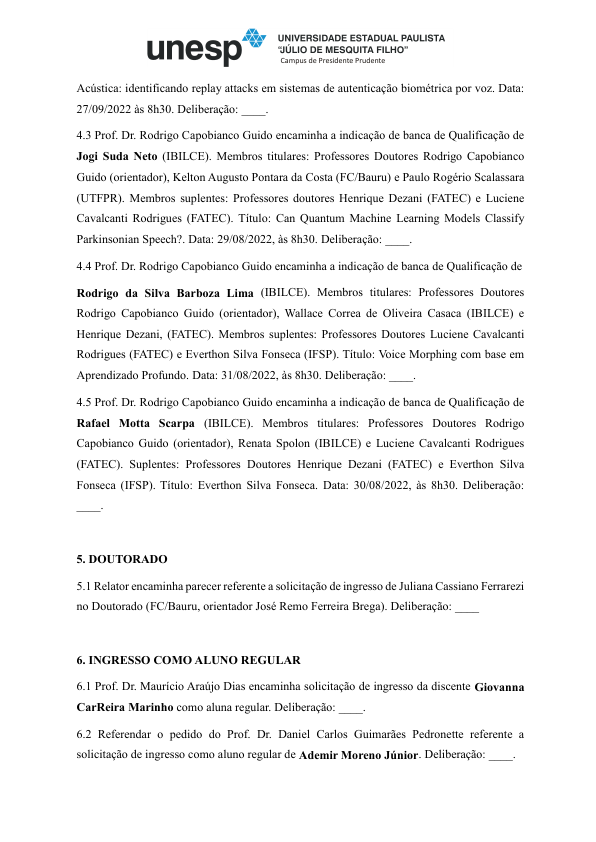 unesp
UNIVERSIDADE ESTADUAL PAULISTA
"JÚLIO DE MESQUITA FILHO"
Campus de Presidente Prudente
Acústica: identificando replay attacks em sistemas de autenticação biométrica por voz. Data:
27/09/2022 às 8h30. Deliberação: ____.
4.3 Prof. Dr. Rodrigo Capobianco Guido encaminha a indicação de banca de Qualificação de
Jogi Suda Neto (IBILCE). Membros titulares: Professores Doutores Rodrigo Capobianco
Guido (orientador), Kelton Augusto Pontara da Costa (FC/Bauru) e Paulo Rogério Scalassara
(UTFPR). Membros suplentes: Professores doutores Henrique Dezani (FATEC) e Luciene
Cavalcanti Rodrigues (FATEC). Título: Can Quantum Machine Learning Models Classify
Parkinsonian Speech?. Data: 29/08/2022, às 8h30. Deliberação: ____.
4.4 Prof. Dr. Rodrigo Capobianco Guido encaminha a indicação de banca de Qualificação de
Rodrigo da Silva Barboza Lima (IBILCE). Membros titulares: Professores Doutores
Rodrigo Capobianco Guido (orientador), Wallace Correa de Oliveira Casaca (IBILCE) e
Henrique Dezani, (FATEC). Membros suplentes: Professores Doutores Luciene Cavalcanti
Rodrigues (FATEC) e Everthon Silva Fonseca (IFSP). Título: Voice Morphing com base em
Aprendizado Profundo. Data: 31/08/2022, às 8h30. Deliberação: ____.
4.5 Prof. Dr. Rodrigo Capobianco Guido encaminha a indicação de banca de Qualificação de
Rafael Motta Scarpa (IBILCE). Membros titulares: Professores Doutores Rodrigo
Capobianco Guido (orientador), Renata Spolon (IBILCE) e Luciene Cavalcanti Rodrigues
(FATEC). Suplentes: Professores Doutores Henrique Dezani (FATEC) e Everthon Silva
Fonseca (IFSP). Título: Everthon Silva Fonseca. Data: 30/08/2022, às 8h30. Deliberação:
____.
5. DOUTORADO
5.1 Relator encaminha parecer referente a solicitação de ingresso de Juliana Cassiano Ferrarezi
no Doutorado (FC/Bauru, orientador José Remo Ferreira Brega). Deliberação: ____
6. INGRESSO COMO ALUNO REGULAR
6.1 Prof. Dr. Maurício Araújo Dias encaminha solicitação de ingresso da discente Giovanna
CarReira Marinho como aluna regular. Deliberação: ____.
6.2 Referendar o pedido do Prof. Dr. Daniel Carlos Guimarães Pedronette referente a
solicitação de ingresso como aluno regular de Ademir Moreno Júnior. Deliberação: ____.